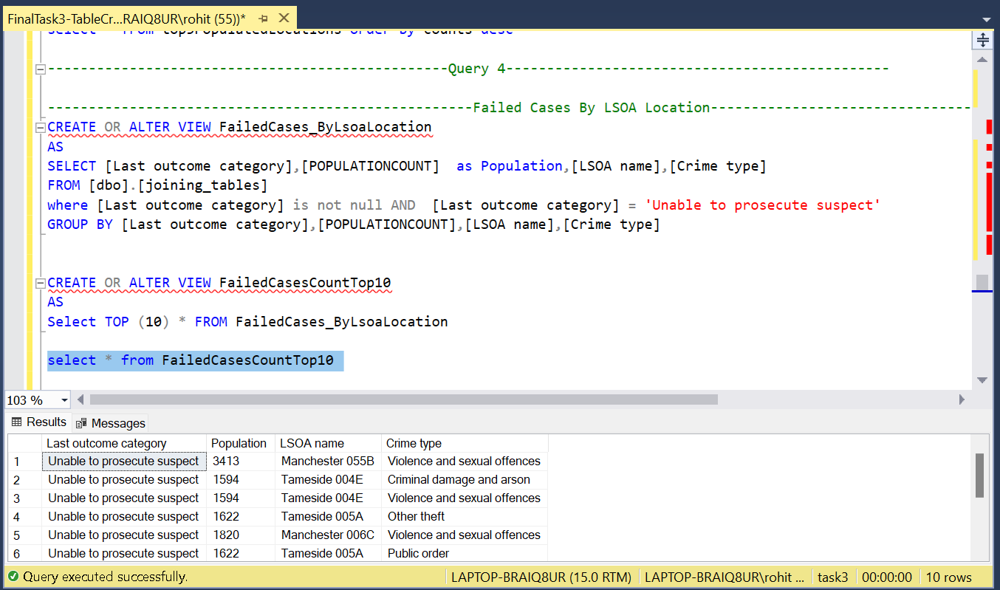 FinalTask3-TableCr...RAIQ8UR\rohit (55))*
select * from top5PopulatedLocations order by counts desc
-------------------------------------------------Query 4-----------------------------------------------
----------------------------------------------------Failed Cases By LSOA Location--------------------------------
CREATE OR ALTER VIEW FailedCases_ByLsoaLocation
AS
SELECT [Last outcome category],[POPULATIONCOUNT]  as Population,[LSOA name],[Crime type]
FROM [dbo].[joining_tables]
where [Last outcome category] is not null AND  [Last outcome category] = 'Unable to prosecute suspect'
GROUP BY [Last outcome category],[POPULATIONCOUNT],[LSOA name],[Crime type]
CREATE OR ALTER VIEW FailedCasesCountTop10
AS
Select TOP (10) * FROM FailedCases_ByLsoaLocation
select * from FailedCasesCountTop10
103 %
Results Messages
Last outcome category Population LSOA name Crime type
1 Unable to prosecute suspect 3413 Manchester 055B Violence and sexual offences
2 Unable to prosecute suspect 1594 Tameside 004E Criminal damage and arson
3 Unable to prosecute suspect 1594 Tameside 004E Violence and sexual offences
4 Unable to prosecute suspect 1622 Tameside 005A Other theft
5 Unable to prosecute suspect 1820 Manchester 006C Violence and sexual offences
6 Unable to prosecute suspect 1622 Tameside 005A Public order
Query executed successfully. LAPTOP-BRAIQ8UR (15.0 RTM) LAPTOP-BRAIQ8UR\rohit ... task3 00:00:00 10 rows